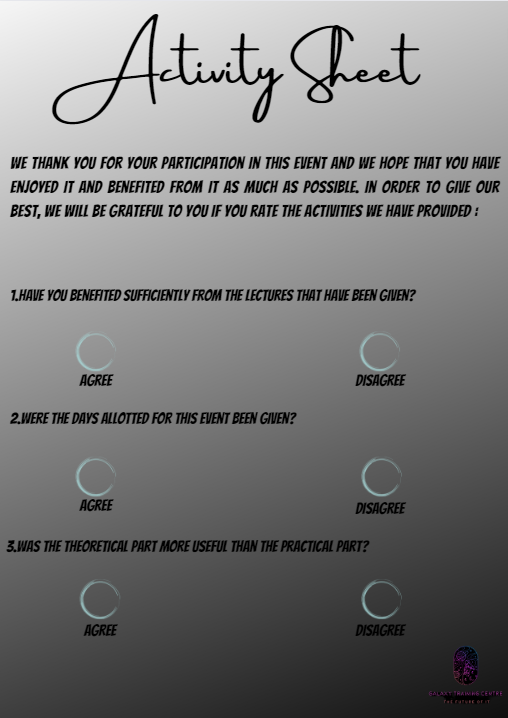 Activity Sheet
WE THANK YOU FOR YOUR PARTICIPATION IN THIS EVENT AND WE HOPE THAT YOU HAVE
ENJOYED IT AND BENEFITED FROM IT AS MUCH AS POSSIBLE. IN ORDER TO GIVE OUR
BEST, WE WILL BE GRATEFUL TO YOU IF YOU RATE THE ACTIVITIES WE HAVE PROVIDED :
1.HAVE YOU BENEFITED SUFFICIENTLY FROM THE LECTURES THAT HAVE BEEN GIVEN?
AGREE DISAGREE
2.WERE THE DAYS ALLOTTED FOR THIS EVENT BEEN GIVEN?
AGREE DISAGREE
3.WAS THE THEORETICAL PART MORE USEFUL THAN THE PRACTICAL PART?
AGREE DISAGREE
GALAXY TRAINING CENTRE
THE FUTURE OF IT